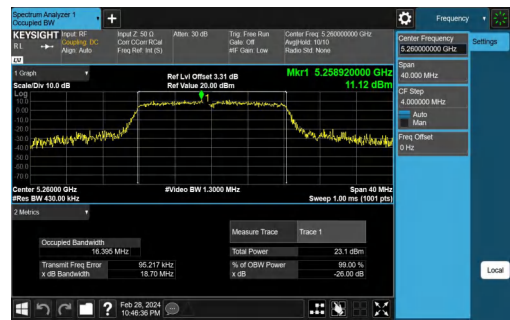 Spectrum Analyzer 1
Occupied BW
+
Frequency
KEYSIGHT
RL
Input: RF
Coupling: DC
Align: Auto
Input Z: 50 Ω
Corr CCorr RCal
Freq Ref: Int (S)
Atten: 30 dB
Trig: Free Run
Gate: Off
#IF Gain: Low
Center Freq: 5.260000000 GHz
Avg|Hold: 10/10
Radio Std: None
LV
Center Frequency
5.260000000 GHz
Settings
Span
40.000 MHz
CF Step
4.000000 MHz
Auto
Man
Freq Offset
0 Hz
Local
1 Graph
Scale/Div 10.0 dB
Ref Lvl Offset 3.31 dB
Ref Value 20.00 dBm
Mkr1 5.258920000 GHz
11.12 dBm
Log
10.0
0.00
-10.0
-20.0
-30.0
-40.0
-50.0
-60.0
-70.0
1
Center 5.26000 GHz
#Res BW 430.00 kHz
#Video BW 1.3000 MHz
Span 40 MHz
Sweep 1.00 ms (1001 pts)
2 Metrics
Measure Trace Trace 1
Occupied Bandwidth
16.395 MHz
Total Power 23.1 dBm
Transmit Freq Error 95.217 kHz
% of OBW Power 99.00 %
x dB Bandwidth 18.70 MHz
x dB -26.00 dB
?
Feb 28, 2024
10:46:36 PM